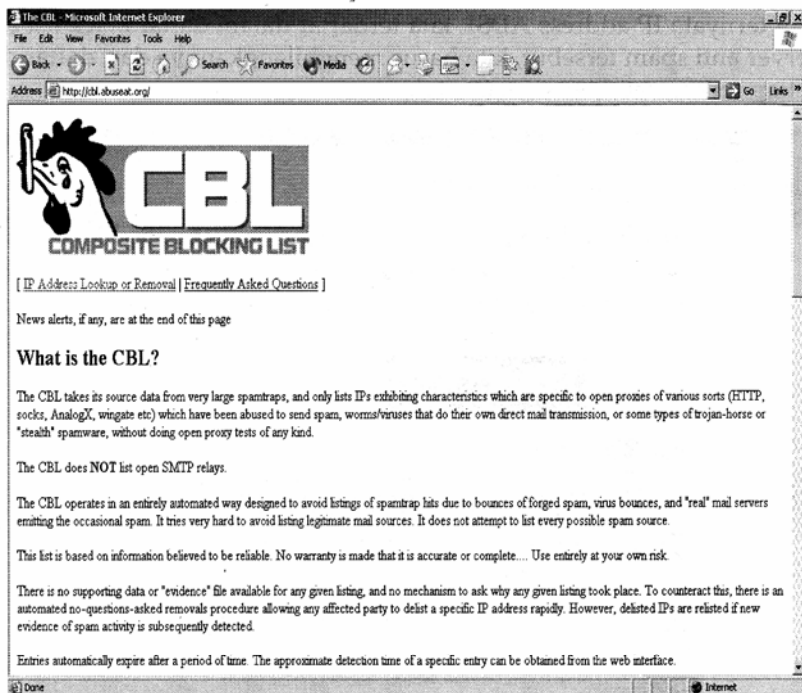 The CBL - Microsoft Internet Explorer
File Edit View Favorites Tools Help
Back Search Favorites Media
Address http://cbl.abuseat.org/ Go Links »
CBL
COMPOSITE BLOCKING LIST
[ IP Address Lookup or Removal | Frequently Asked Questions ]
News alerts, if any, are at the end of this page
What is the CBL?
The CBL takes its source data from very large spamtraps, and only lists IPs exhibiting characteristics which are specific to open proxies of various sorts (HTTP,
socks, AnalogX, wingate etc) which have been abused to send spam, worms/viruses that do their own direct mail transmission, or some types of trojan-horse or
"stealth" spamware, without doing open proxy tests of any kind.
The CBL does NOT list open SMTP relays.
The CBL operates in an entirely automated way designed to avoid listings of spamtrap hits due to bounces of forged spam, virus bounces, and "real" mail servers
emitting the occasional spam. It tries very hard to avoid listing legitimate mail sources. It does not attempt to list every possible spam source.
This list is based on information believed to be reliable. No warranty is made that it is accurate or complete.... Use entirely at your own risk.
There is no supporting data or "evidence" file available for any given listing, and no mechanism to ask why any given listing took place. To counteract this, there is an
automated no-questions-asked removals procedure allowing any affected party to delist a specific IP address rapidly. However, delisted IPs are relisted if new
evidence of spam activity is subsequently detected.
Entries automatically expire after a period of time. The approximate detection time of a specific entry can be obtained from the web interface.
Done Internet